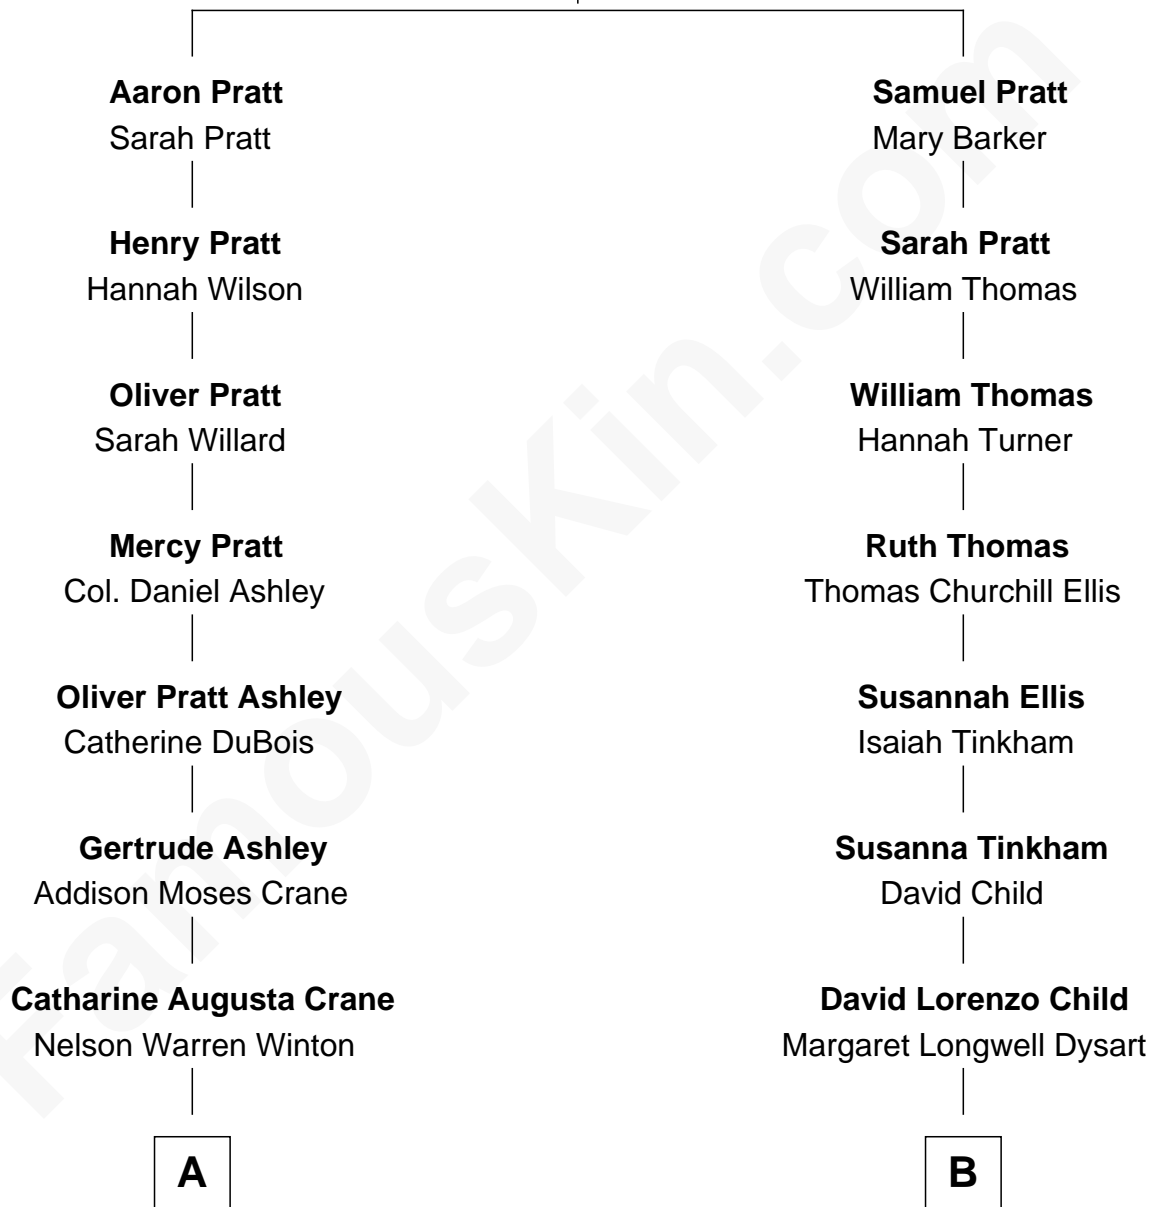 Aaron Pratt
Sarah Pratt
Samuel Pratt
Mary Barker
Henry Pratt
Hannah Wilson
Sarah Pratt
William Thomas
Oliver Pratt
Sarah Willard
William Thomas
Hannah Turner
Mercy Pratt
Col. Daniel Ashley
Ruth Thomas
Thomas Churchill Ellis
Oliver Pratt Ashley
Catherine DuBois
Susannah Ellis
Isaiah Tinkham
Gertrude Ashley
Addison Moses Crane
Susanna Tinkham
David Child
Catharine Augusta Crane
Nelson Warren Winton
David Lorenzo Child
Margaret Longwell Dysart
A
B
FamousKin.com